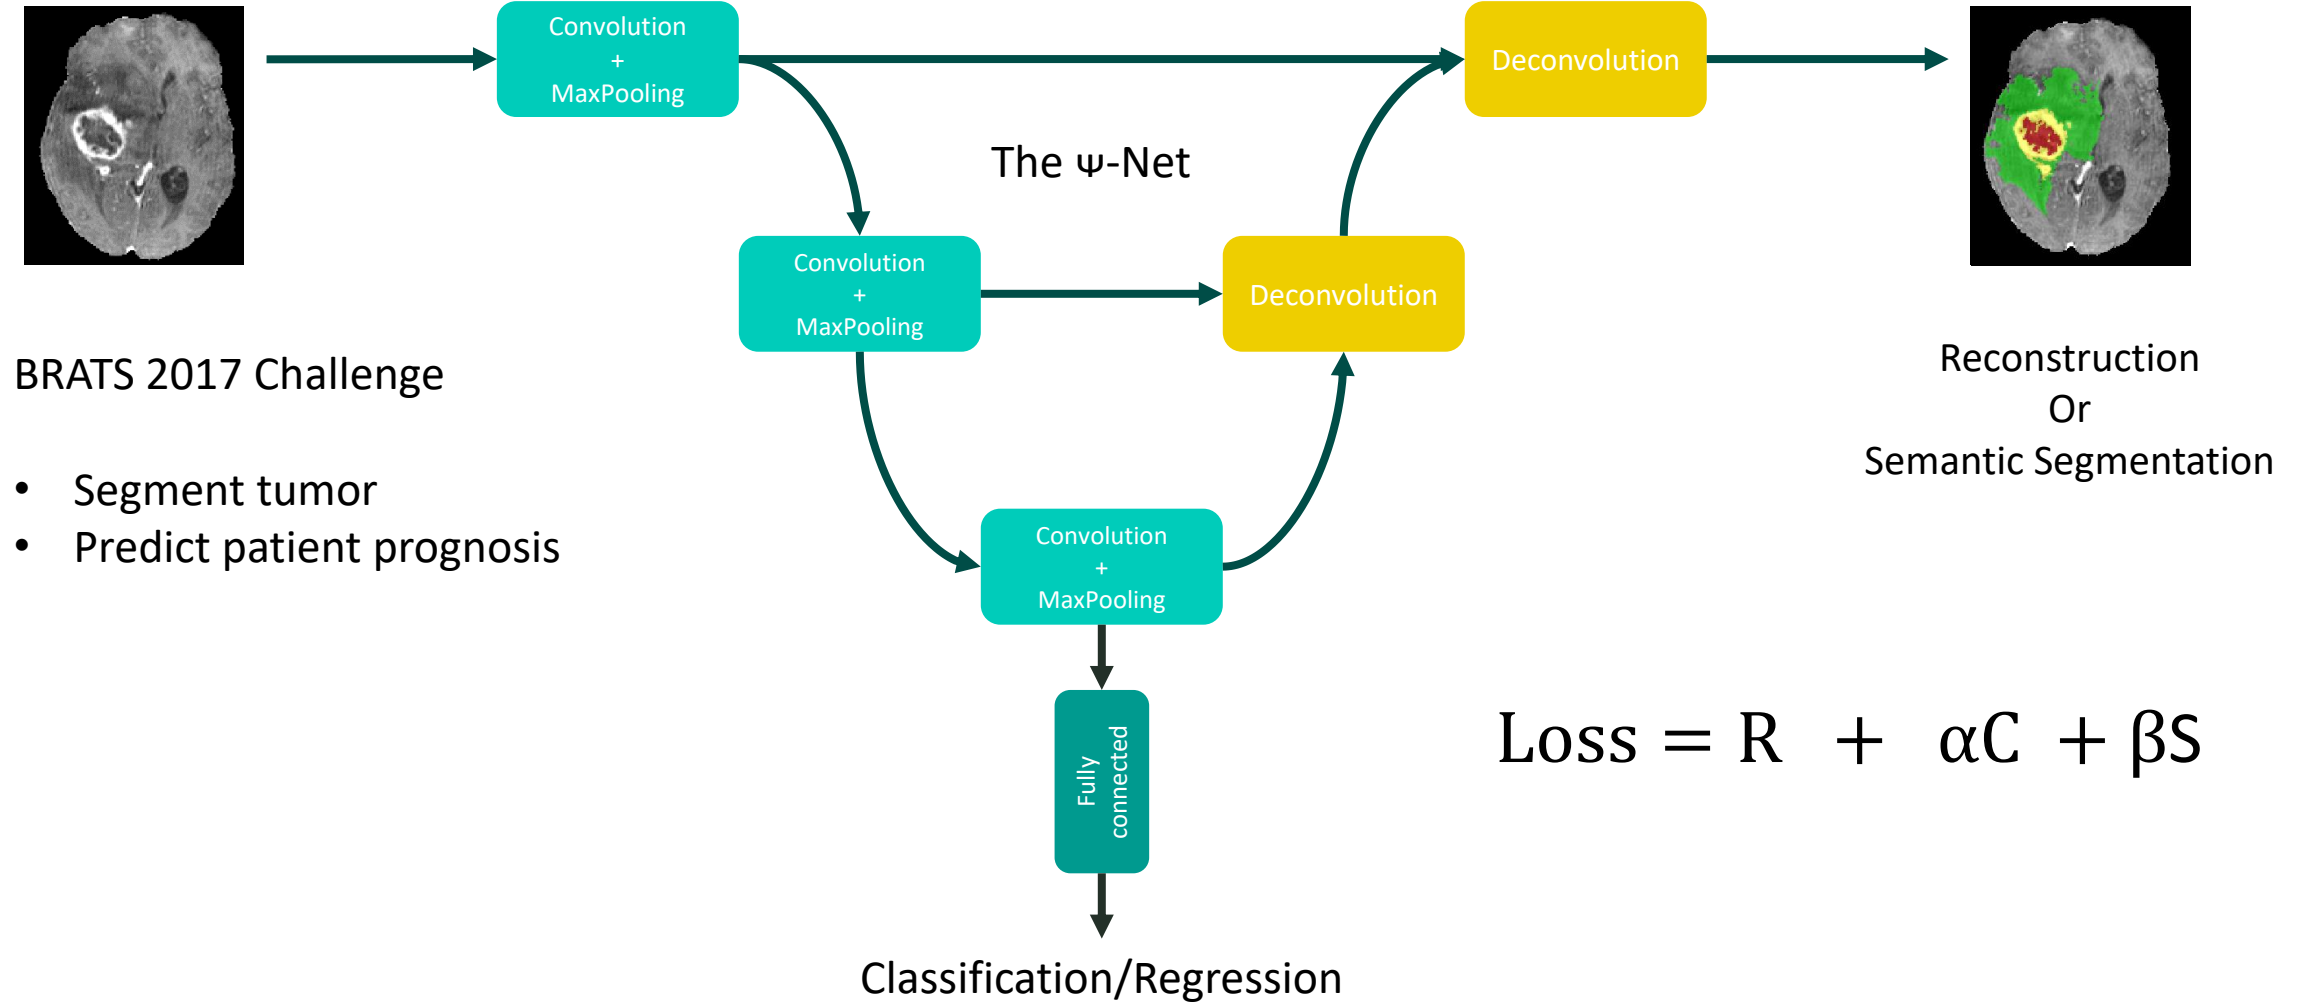 Convolution
+
MaxPooling
Deconvolution
The Ψ-Net
Convolution
+
MaxPooling
Deconvolution
BRATS 2017 Challenge
• Segment tumor
• Predict patient prognosis
Reconstruction
Or
Semantic Segmentation
Convolution
+
MaxPooling
Fully
connected
Loss = R + αC + βS
Classification/Regression